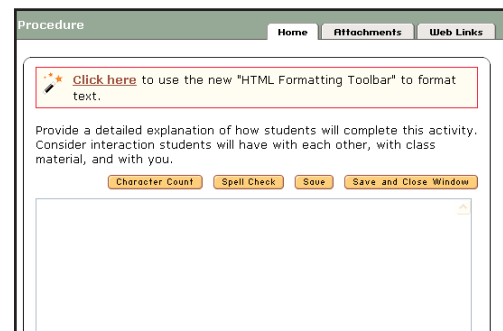 Procedure
Home Attachments Web Links
Click here to use the new "HTML Formatting Toolbar" to format
text.
Provide a detailed explanation of how students will complete this activity.
Consider interaction students will have with each other, with class
material, and with you.
Character Count Spell Check Save Save and Close Window